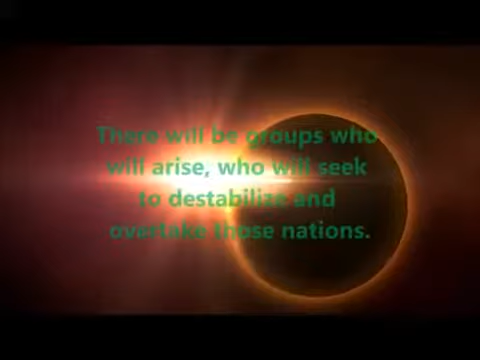 There will be groups who
will arise, who will seek
to destabilize and
overtake those nations.